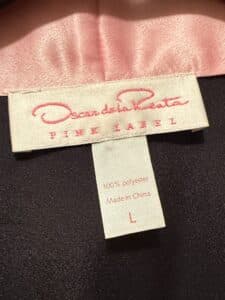 Oscar de la Renta
PINK LABEL
100% polyester
Made in China
L